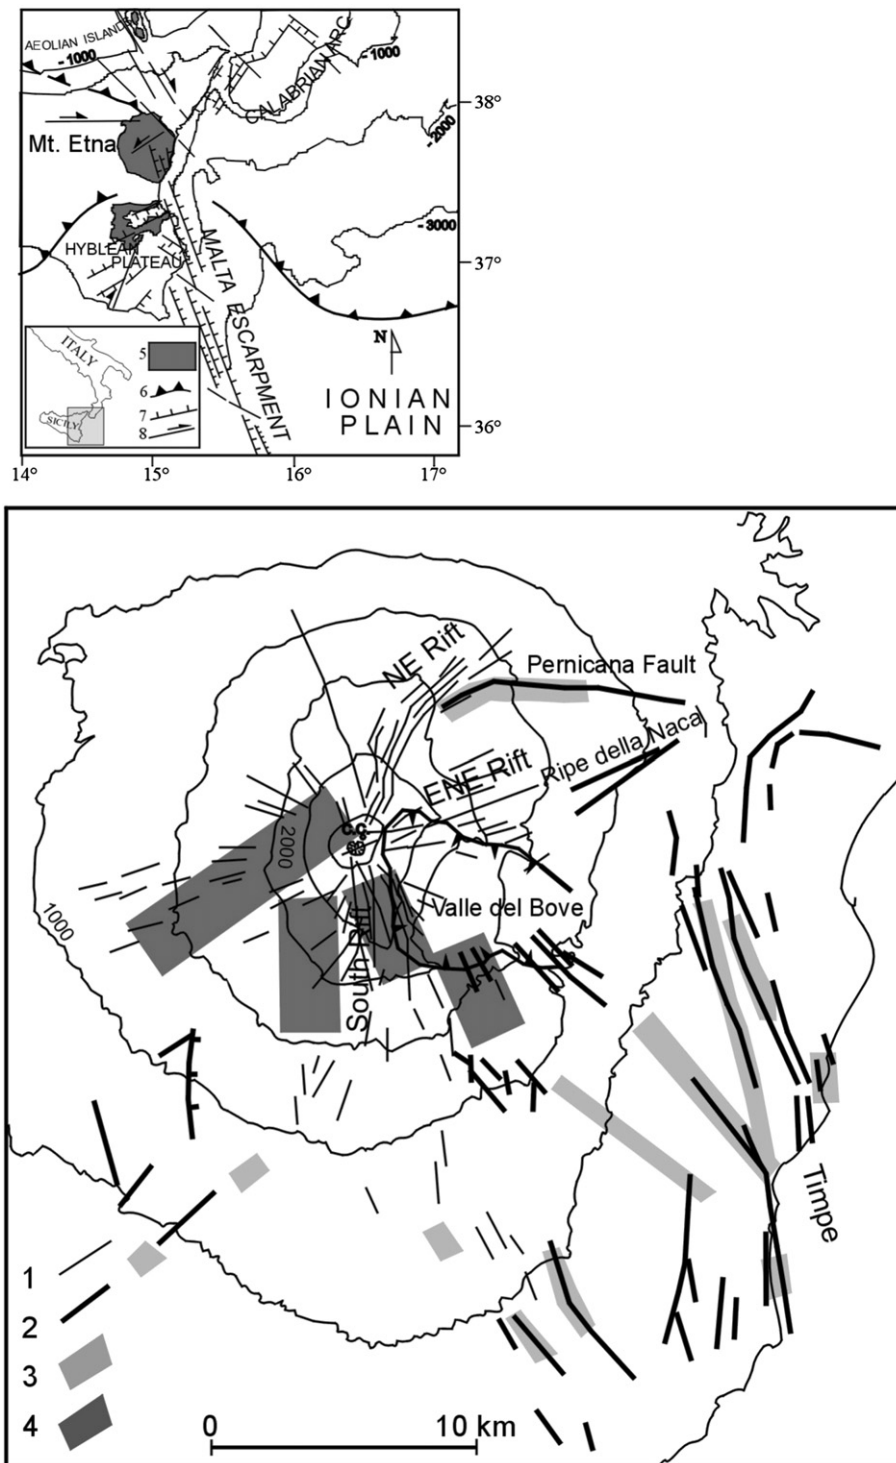 AEOLIAN ISLANDS
- 1000
CALABRIAN ARC
- 1000
38°
- 2000
Mt. Etna
- 3000
HYBLEAN
PLATEAU
37°
MALTA ESCARPMENT
N
ITALY
SICILY
5
6
7
8
IONIAN
PLAIN
36°
14°
15°
16°
17°
NE Rift
Pernicana Fault
Ripe della Naca
ENE Rift
C.C.
2000
1000
Valle del Bove
South Rift
Timpe
1
2
3
4
0
10 km